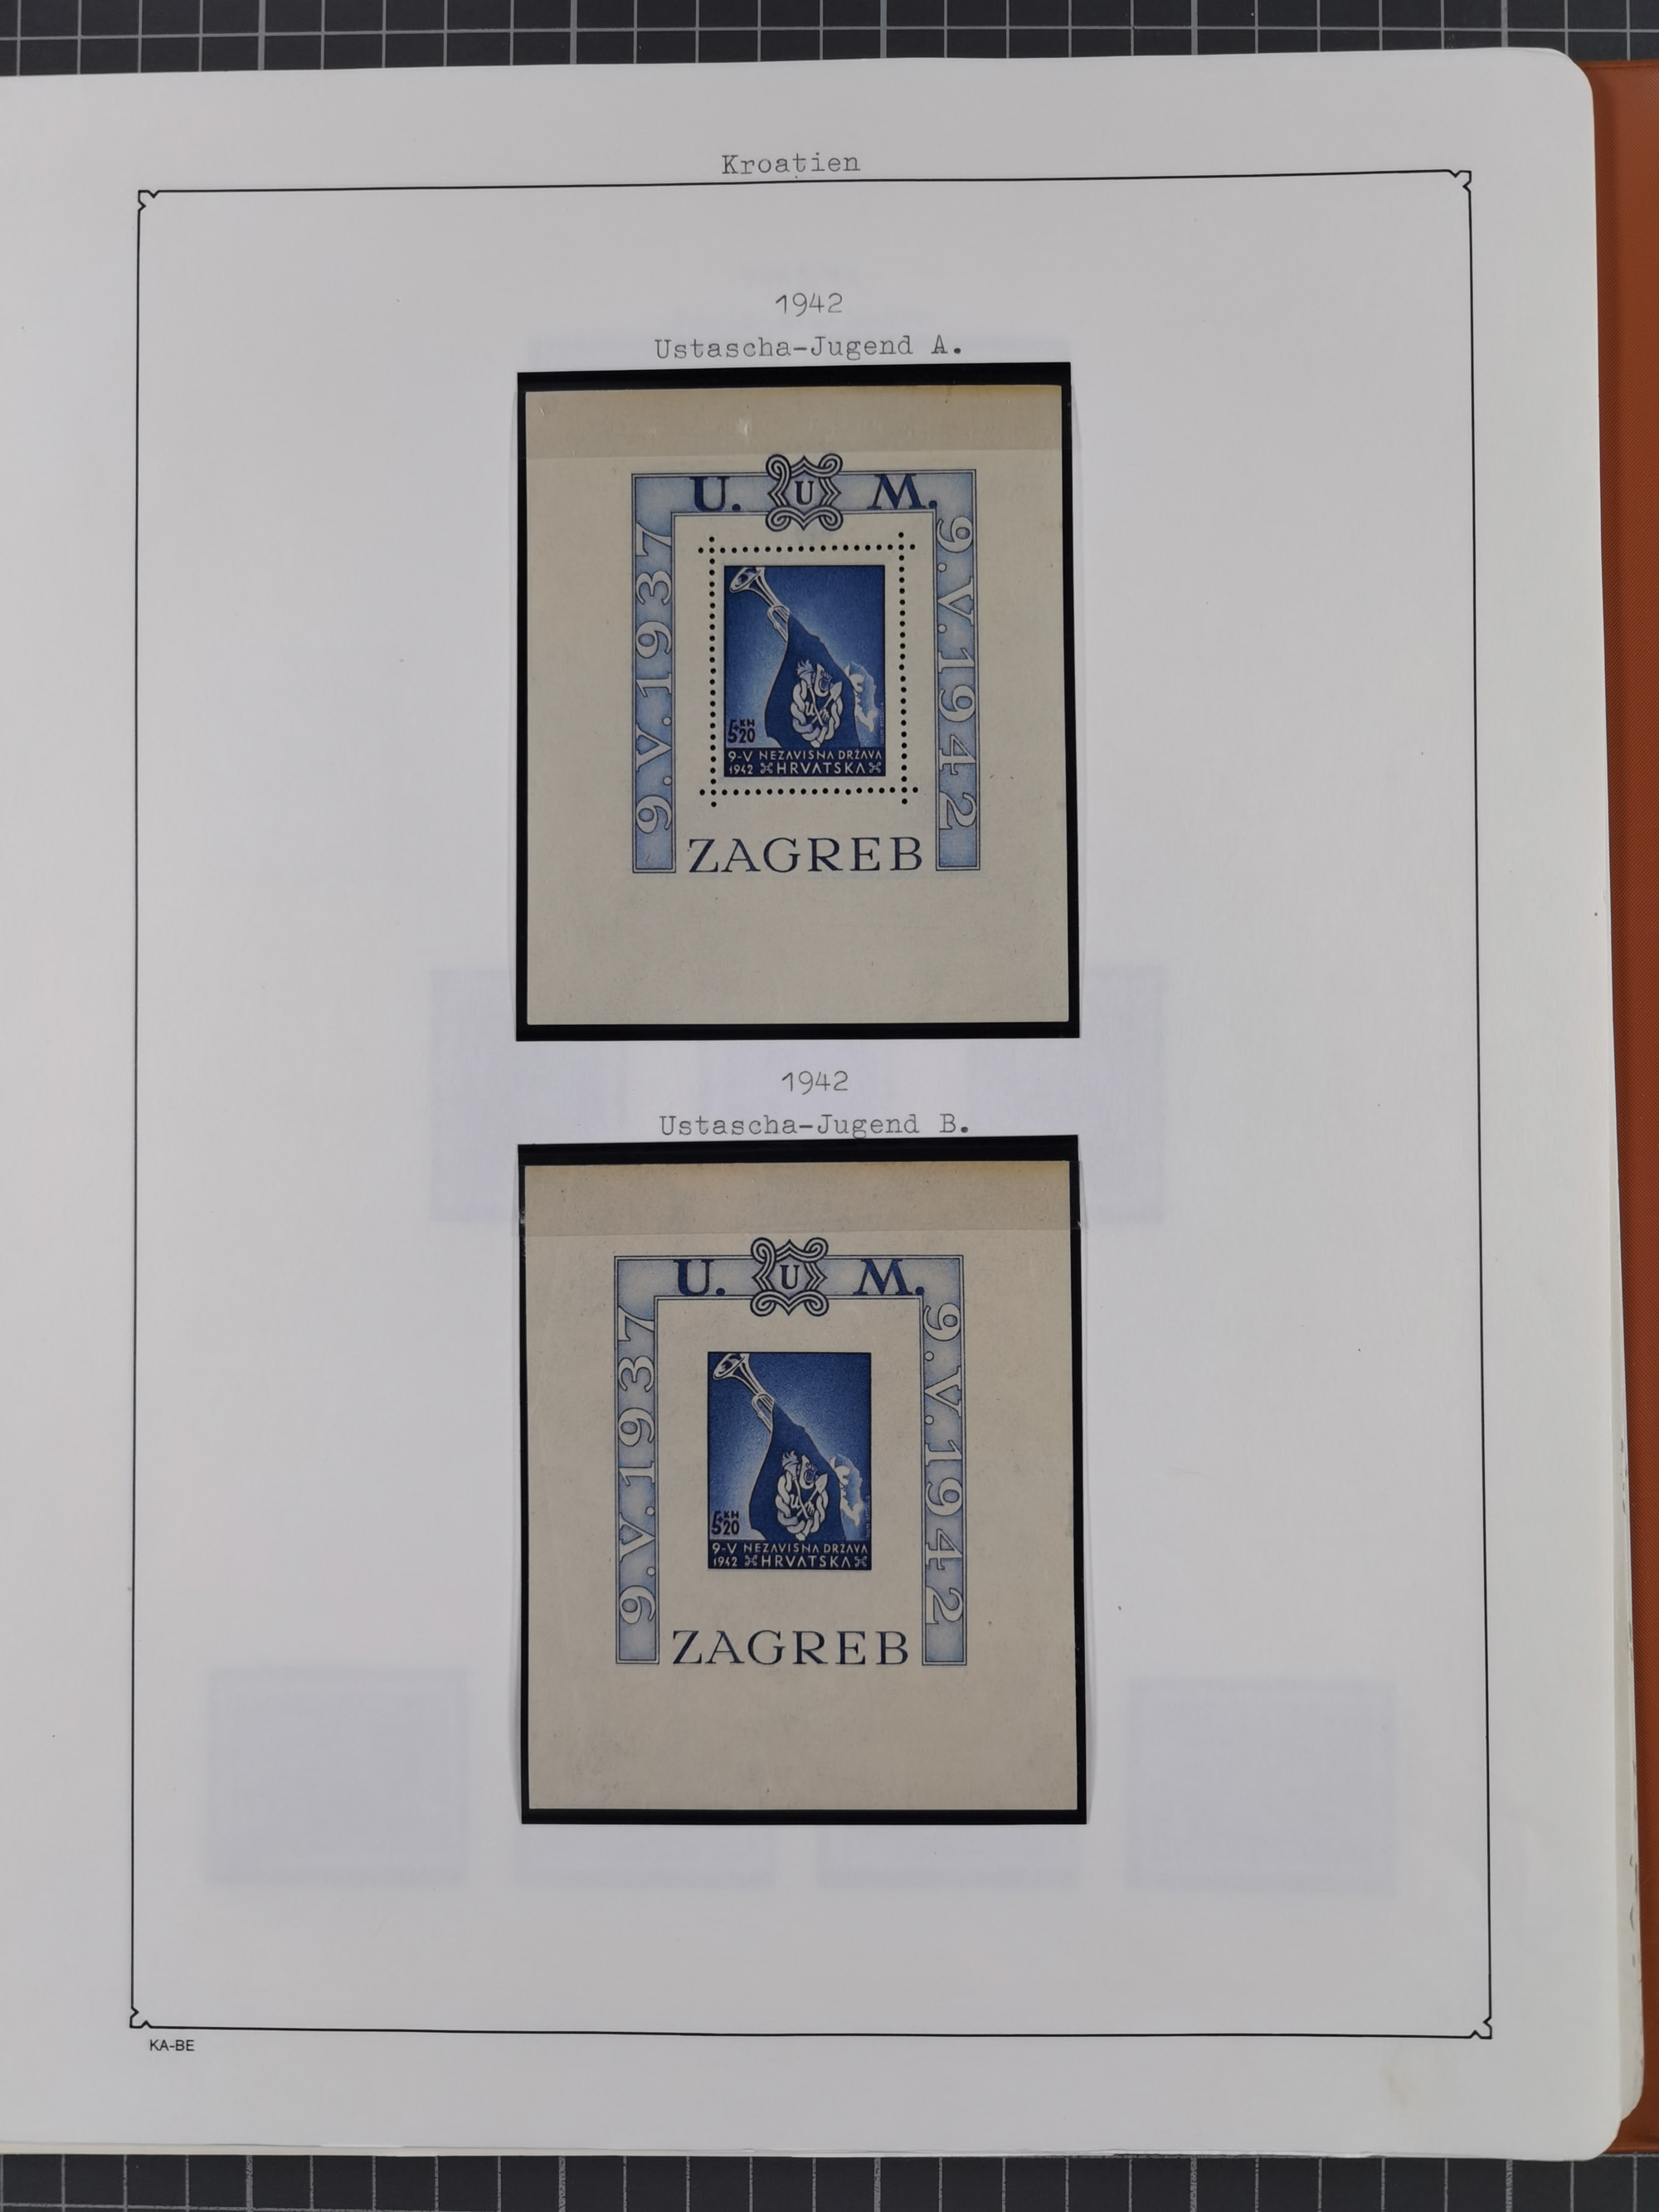 Kroatien
1942
Ustascha-Jugend A.
U. U M.
9.V.1937
9.V.1942
5 KN
20
9-V NEZAVISNA DRŽAVA
1942 HRVATSKA
ZAGREB
1942
Ustascha-Jugend B.
U. U M.
9.V.1937
9.V.1942
5 KN
20
9-V NEZAVISNA DRŽAVA
1942 HRVATSKA
ZAGREB
KA-BE